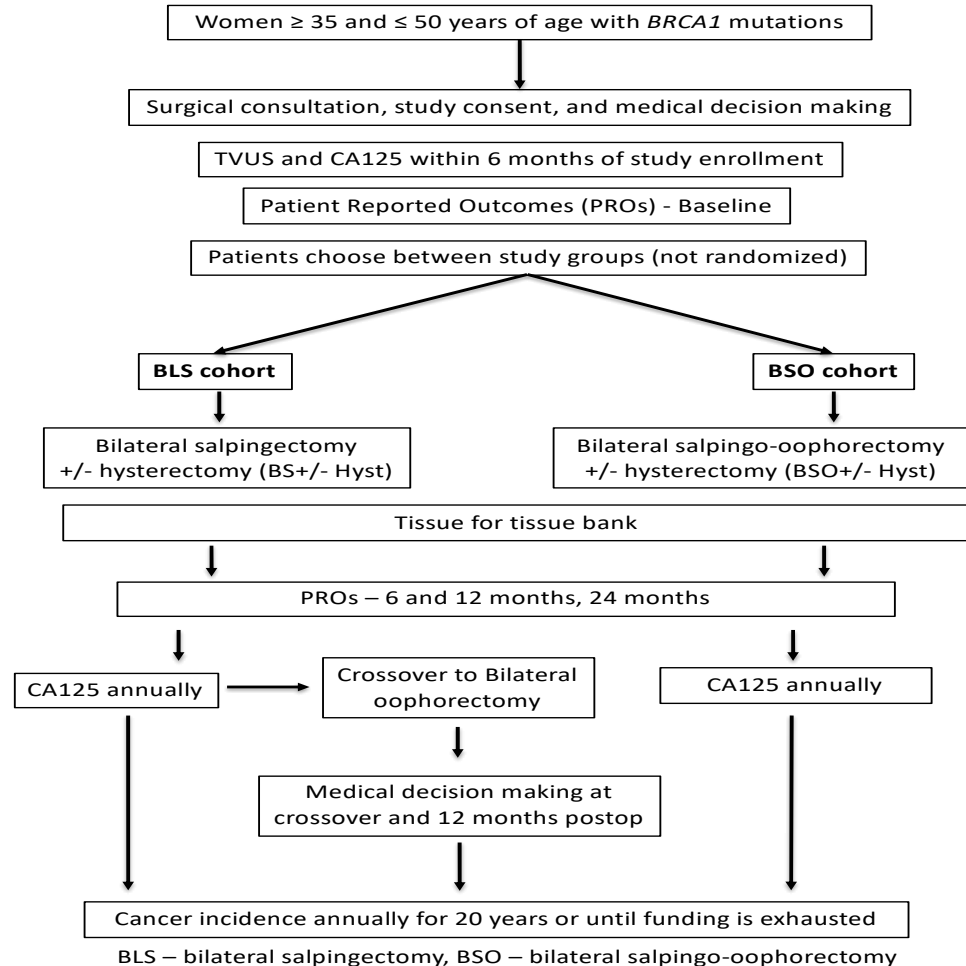 Women ≥ 35 and ≤ 50 years of age with BRCA1 mutations
Surgical consultation, study consent, and medical decision making
TVUS and CA125 within 6 months of study enrollment
Patient Reported Outcomes (PROs) - Baseline
Patients choose between study groups (not randomized)
BLS cohort
BSO cohort
Bilateral salpingectomy
+/- hysterectomy (BS+/- Hyst)
Bilateral salpingo-oophorectomy
+/- hysterectomy (BSO+/- Hyst)
Tissue for tissue bank
PROs – 6 and 12 months, 24 months
CA125 annually
Crossover to Bilateral
oophorectomy
CA125 annually
Medical decision making at
crossover and 12 months postop
Cancer incidence annually for 20 years or until funding is exhausted
BLS – bilateral salpingectomy, BSO – bilateral salpingo-oophorectomy